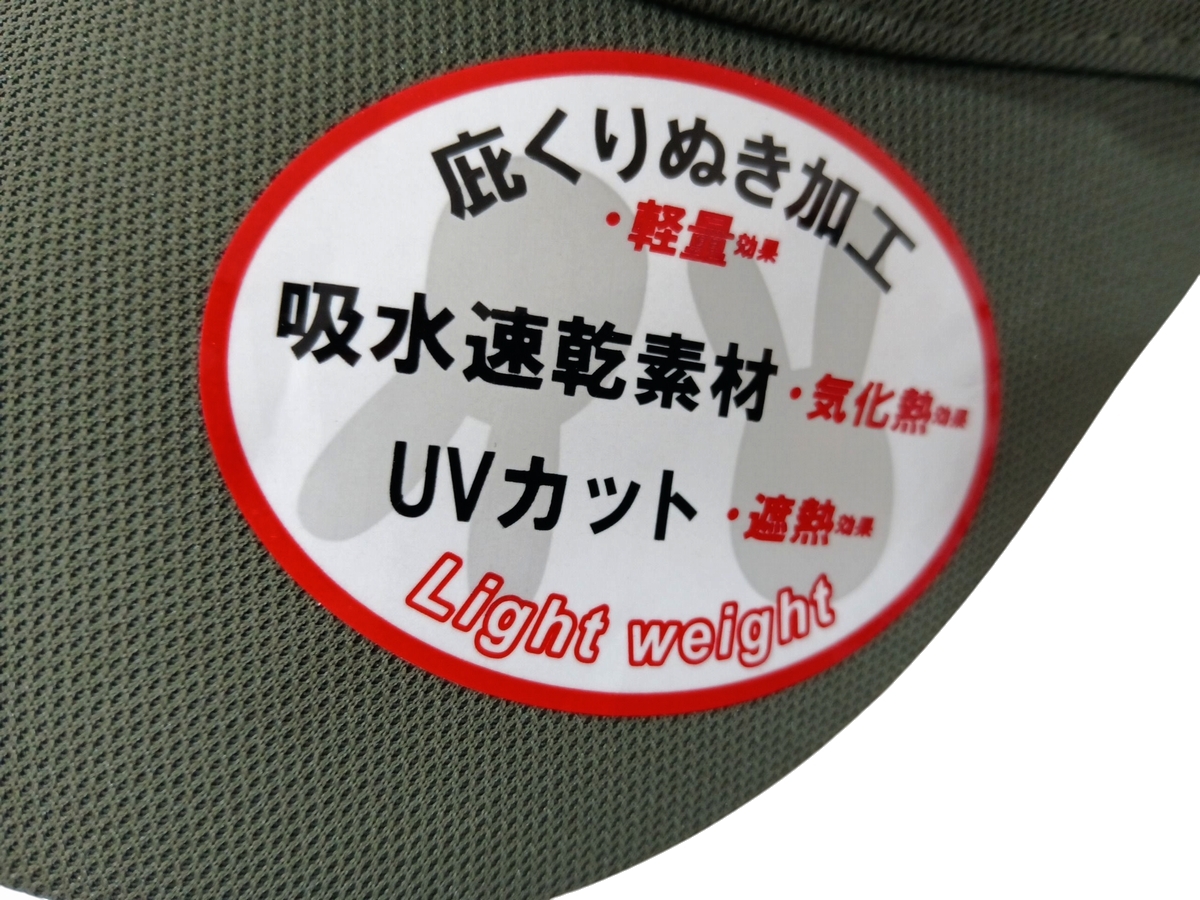 庇くりぬき加工
・軽量効果
吸水速乾素材・気化熱効果
UVカット・遮熱効果
Light weight